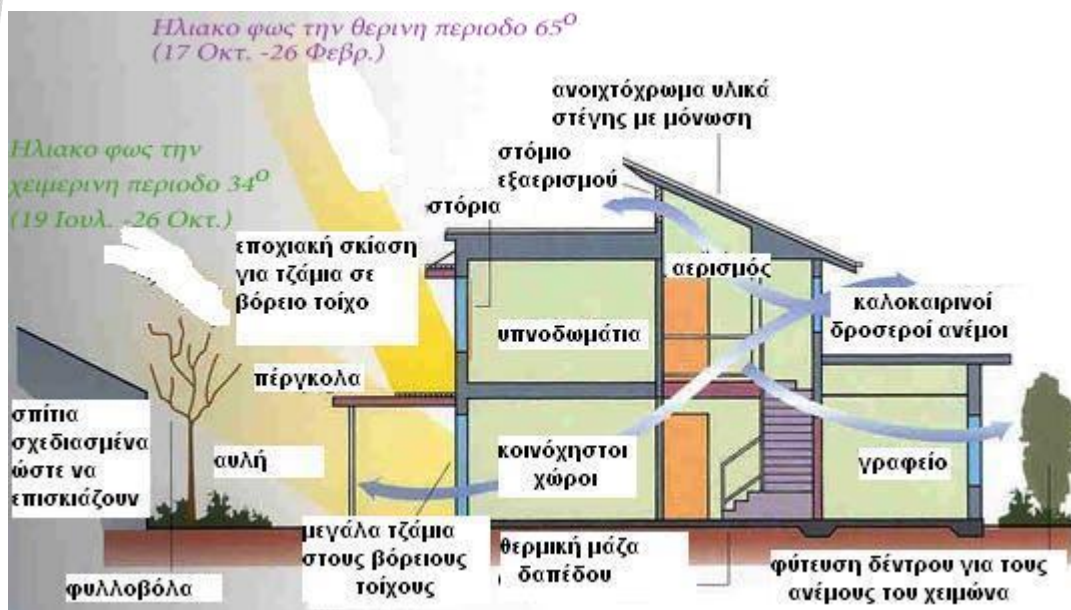 Ηλιακο φως την θερινη περιοδο 65ο
(17 Οκτ. -26 Φεβρ.)
Ηλιακο φως την
χειμερινη περιοδο 34ο
(19 Ιουλ. -26 Οκτ.)
ανοιχτόχρωμα υλικά
στέγης με μόνωση
στόμιο
εξαερισμού
στόρια
εποχιακή σκίαση
για τζάμια σε
βόρειο τοίχο
αερισμός
καλοκαιρινοί
δροσεροί ανέμοι
υπνοδωμάτια
πέργκολα
σπίτια
σχεδιασμένα
ώστε να
επισκιάζουν
αυλή
κοινόχηστοι
χώροι
γραφείο
μεγάλα τζάμια
στους βόρειους
τοίχους
θερμική μάζα
δαπέδου
φύτευση δέντρου για τους
ανέμους του χειμώνα
φυλλοβόλα